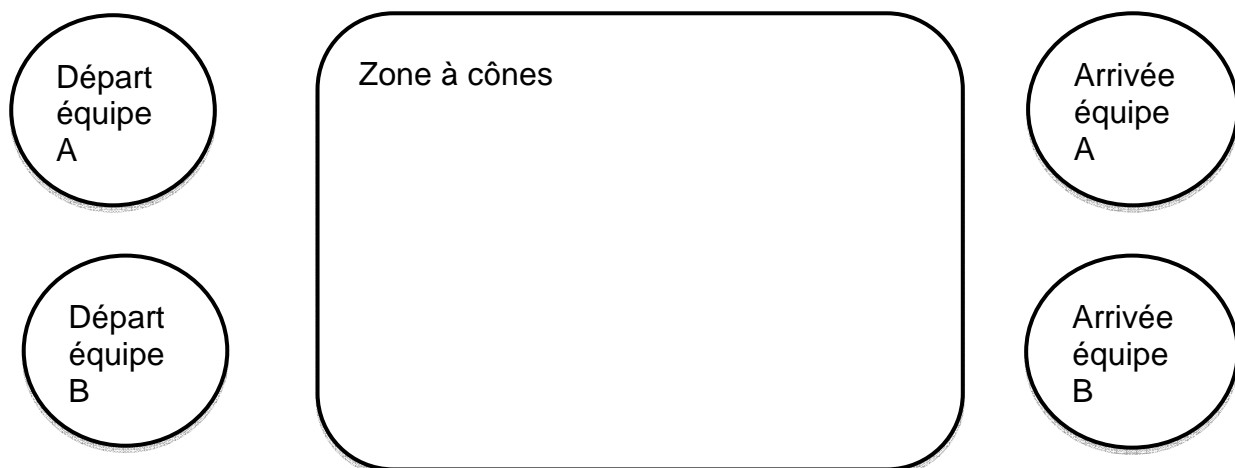 Départ
équipe
A
Zone à cônes
Arrivée
équipe
A
Départ
équipe
B
Arrivée
équipe
B